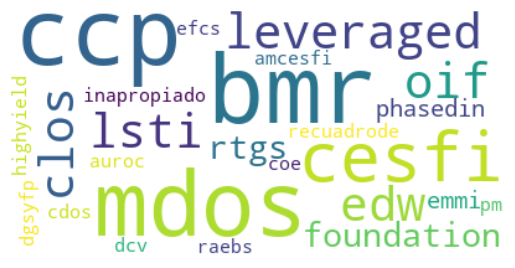 ccp
efcs
leveraged
amcesfi
highyield
clos
inapropiado
bmr
oif
phasedin
lsti
rtgs
recuadrode
auroc
coe
cesfi
dgsyfp
cdos
mdos
edw
emmi
pm
dcv
raebs
foundation